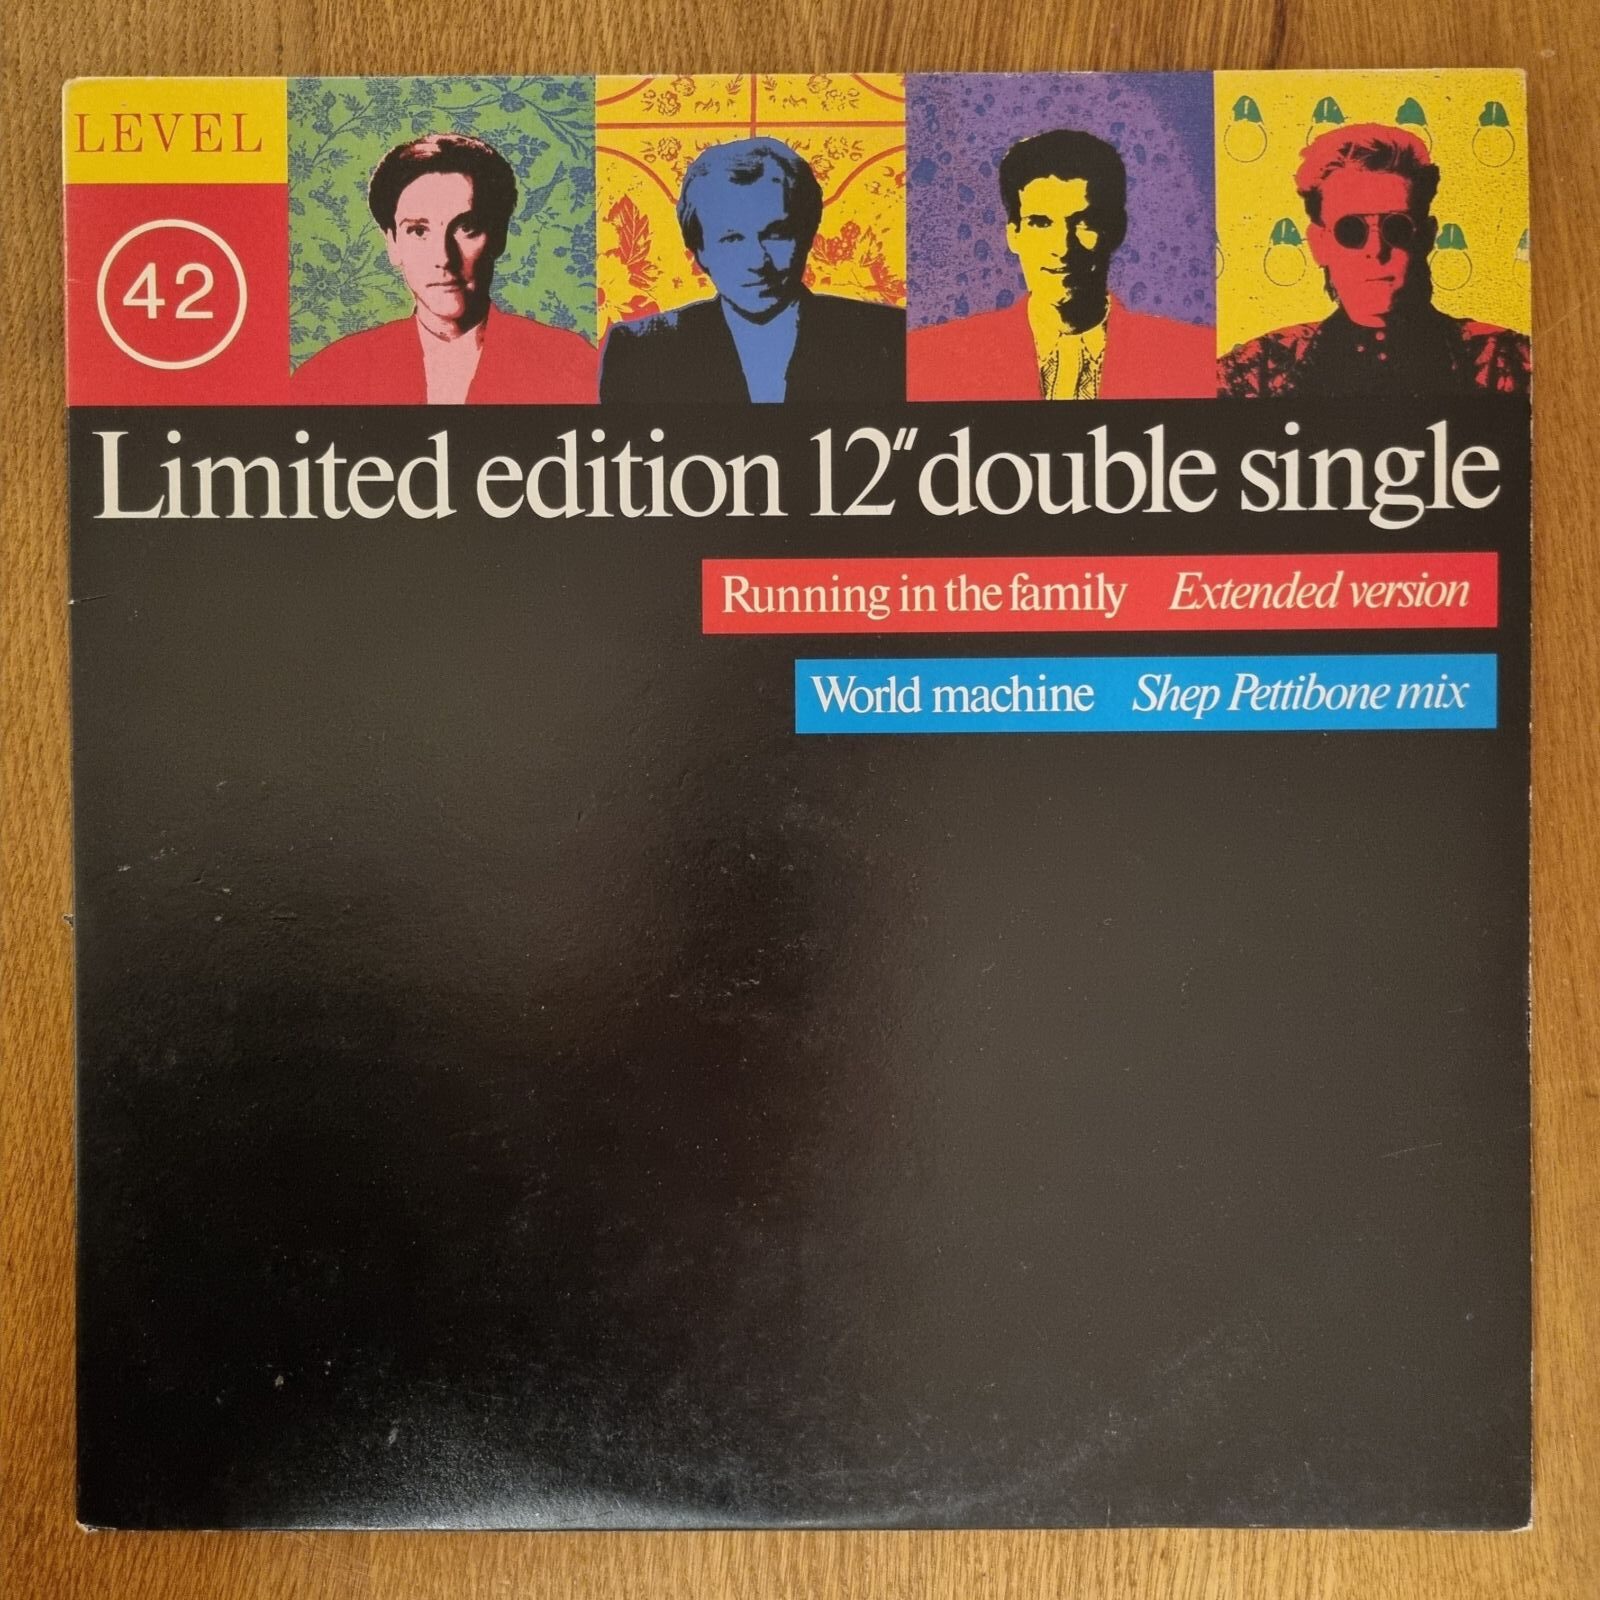 LEVEL
42
Limited edition 12" double single
Running in the family Extended version
World machine Shep Pettibone mix